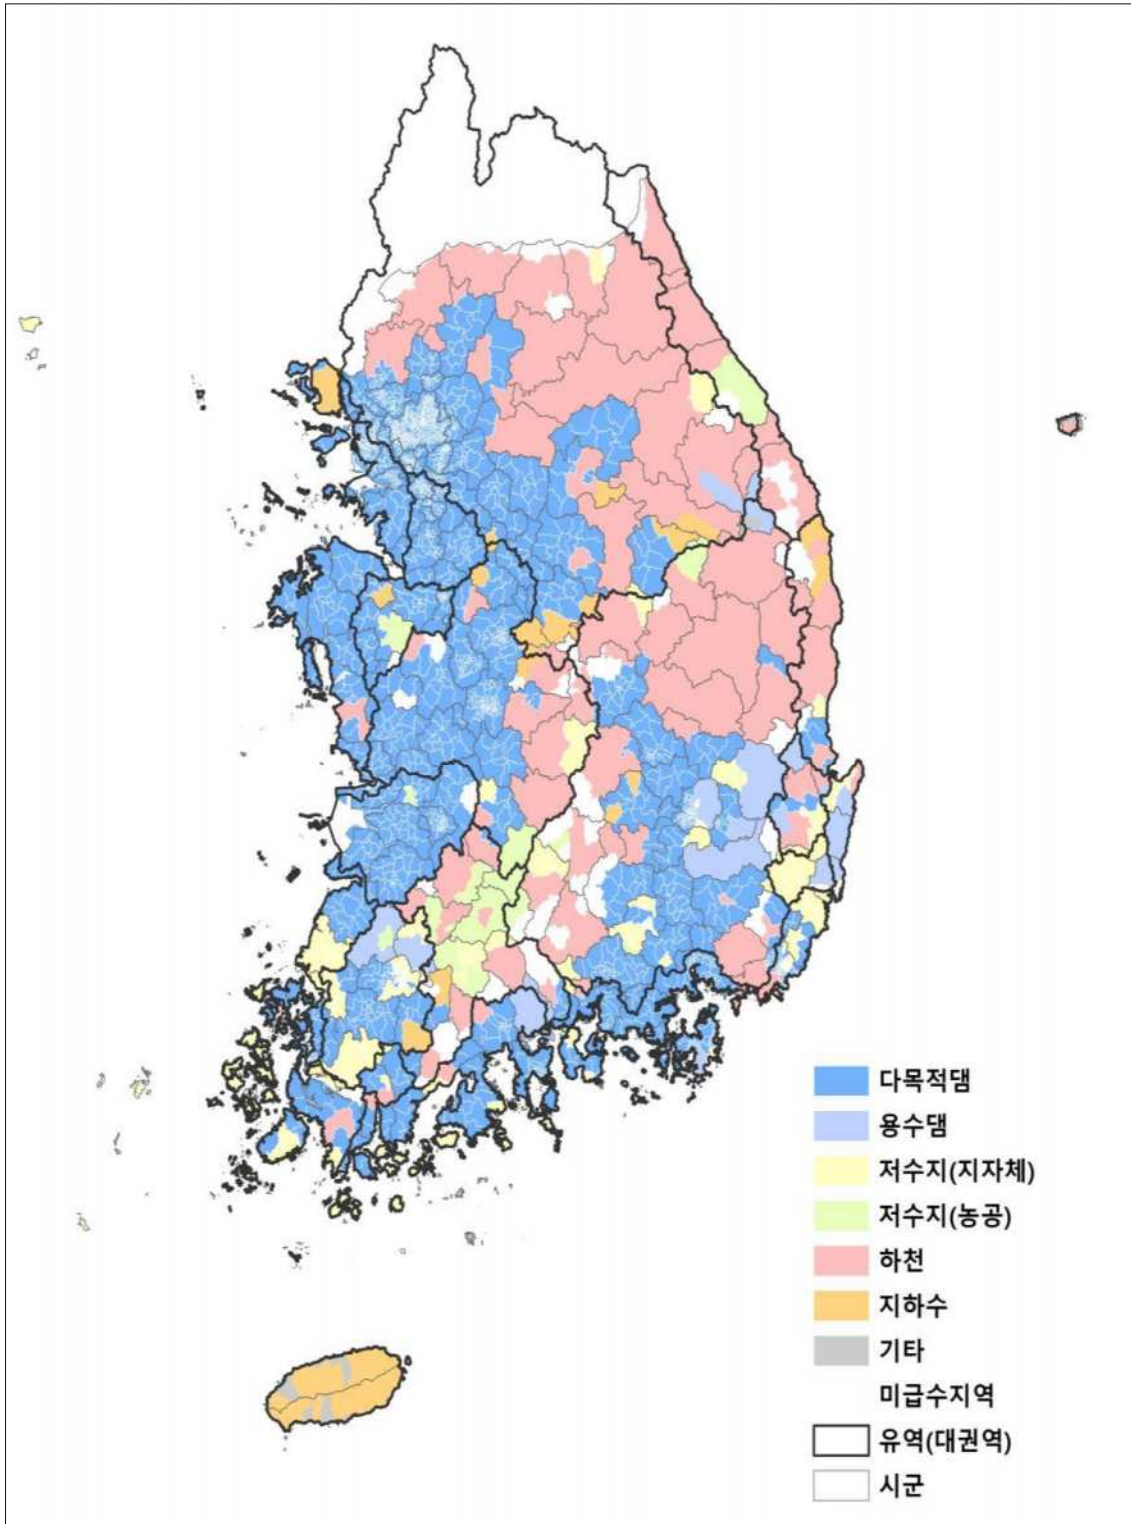 다목적댐
용수댐
저수지(지자체)
저수지(농공)
하천
지하수
기타
미급수지역
유역(대권역)
시군